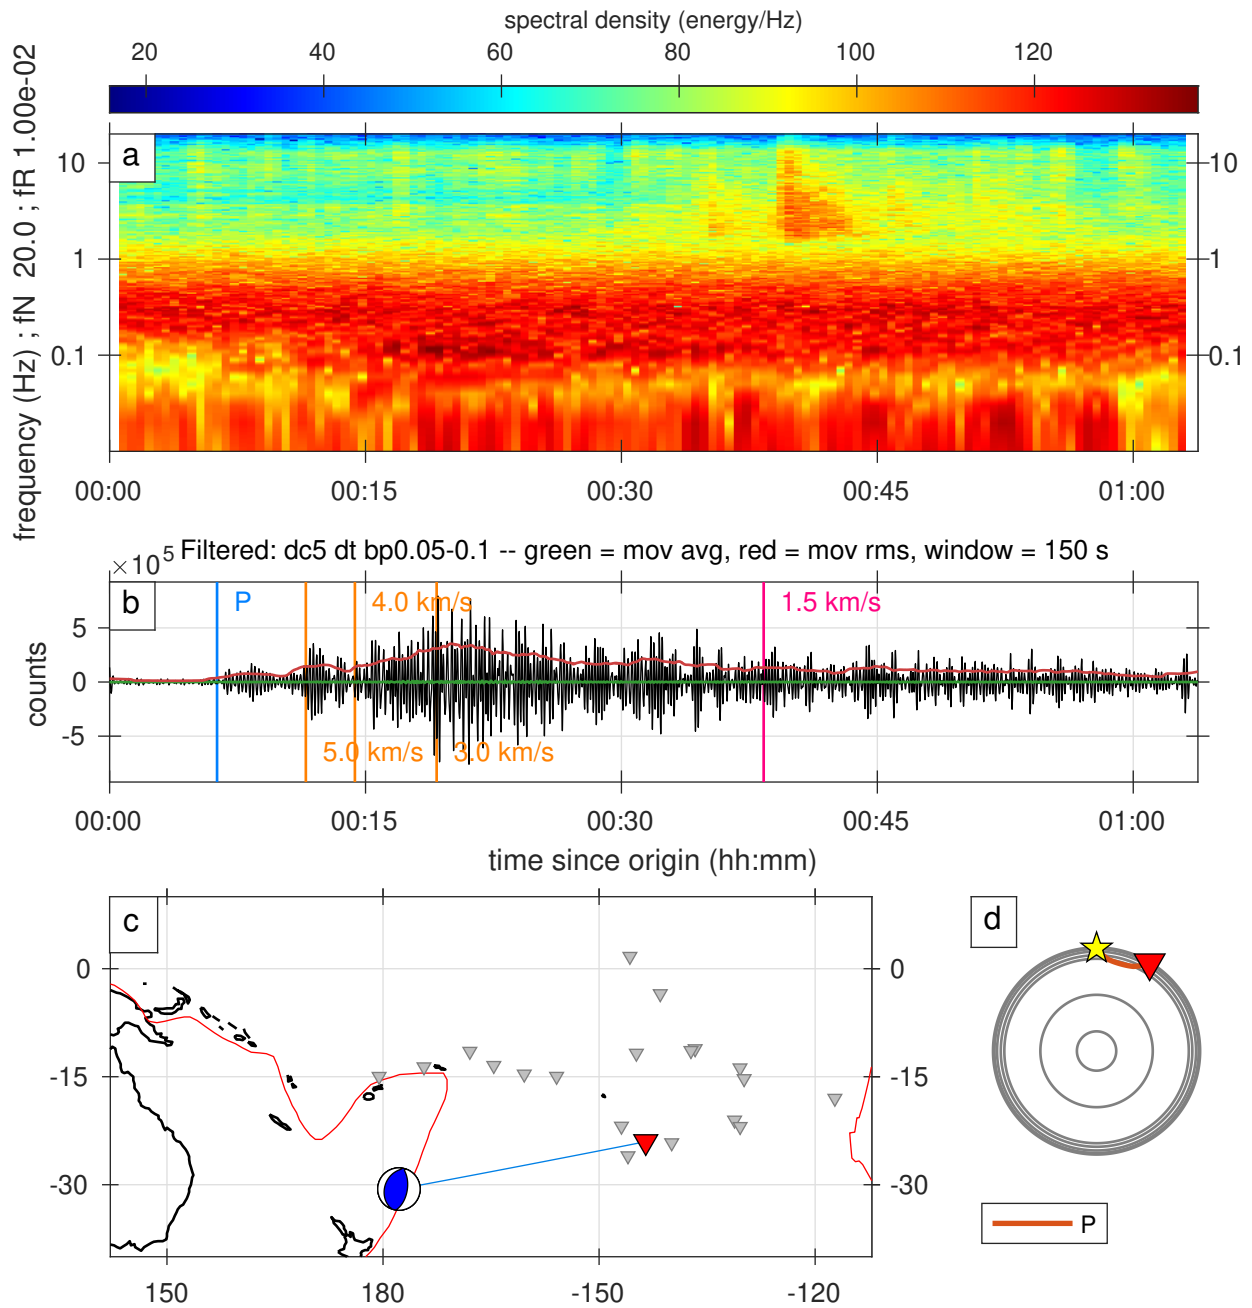 spectral density (energy/Hz)
20 40 60 80 100 120
frequency (Hz) ; fN 20.0 ; fR 1.00e-02
a
10 10
1 1
0.1 0.1
00:00 00:15 00:30 00:45 01:00
×10^5 Filtered: dc5 dt bp0.05-0.1 -- green = mov avg, red = mov rms, window = 150 s
b
P 4.0 km/s 1.5 km/s
counts
5
0
-5
5.0 km/s 3.0 km/s
00:00 00:15 00:30 00:45 01:00
time since origin (hh:mm)
c
d
0 0
-15 -15
-30 -30
150 180 -150 -120
P